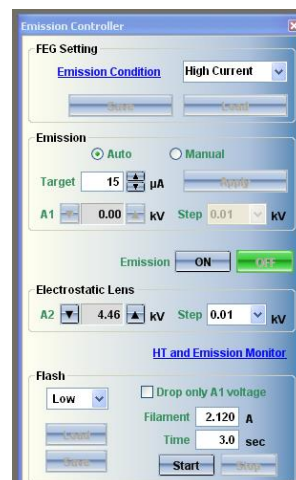 Emission Controller
FEG Setting
Emission Condition High Current
Save Load
Emission
Auto Manual
Target 15 µA Apply
A1 0.00 kV Step 0.01 kV
Emission ON OFF
Electrostatic Lens
A2 4.46 kV Step 0.01 kV
HT and Emission Monitor
Flash
Low Drop only A1 voltage
Filament 2.120 A
Load
Time 3.0 sec
Save Start Stop